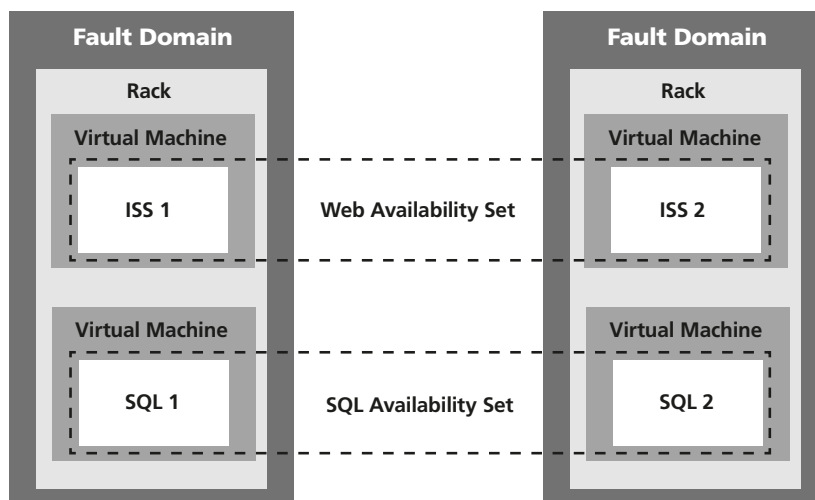 Fault Domain
Rack
Virtual Machine
ISS 1
Virtual Machine
SQL 1
Web Availability Set
SQL Availability Set
Fault Domain
Rack
Virtual Machine
ISS 2
Virtual Machine
SQL 2